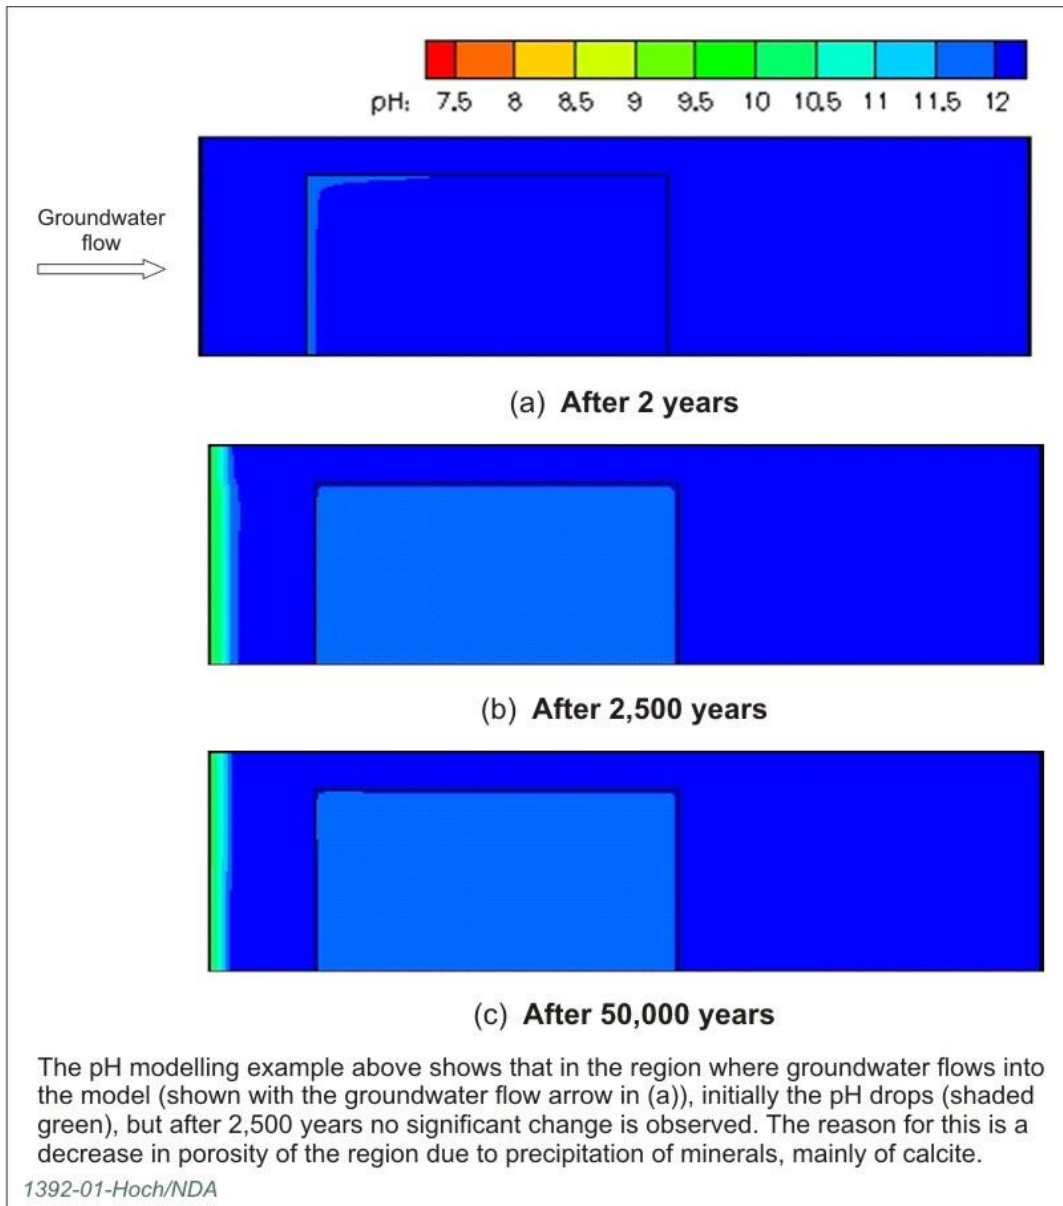 pH: 7.5 8 8.5 9 9.5 10 10.5 11 11.5 12
Groundwater
flow
(a) After 2 years
(b) After 2,500 years
(c) After 50,000 years
The pH modelling example above shows that in the region where groundwater flows into
the model (shown with the groundwater flow arrow in (a)), initially the pH drops (shaded
green), but after 2,500 years no significant change is observed. The reason for this is a
decrease in porosity of the region due to precipitation of minerals, mainly of calcite.
1392-01-Hoch/NDA